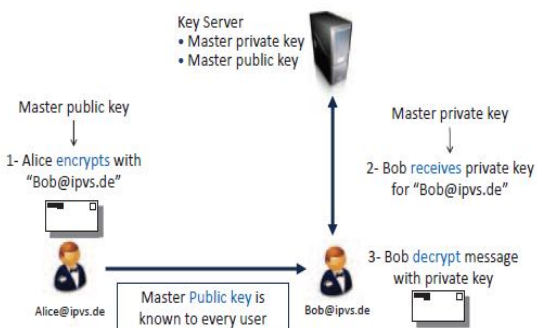 Key Server
• Master private key
• Master public key
Master public key
1- Alice encrypts with
"Bob@ipvs.de"
Master private key
2- Bob receives private key
for "Bob@ipvs.de"
3- Bob decrypt message
with private key
Alice@ipvs.de
Master Public key is
known to every user
Bob@ipvs.de